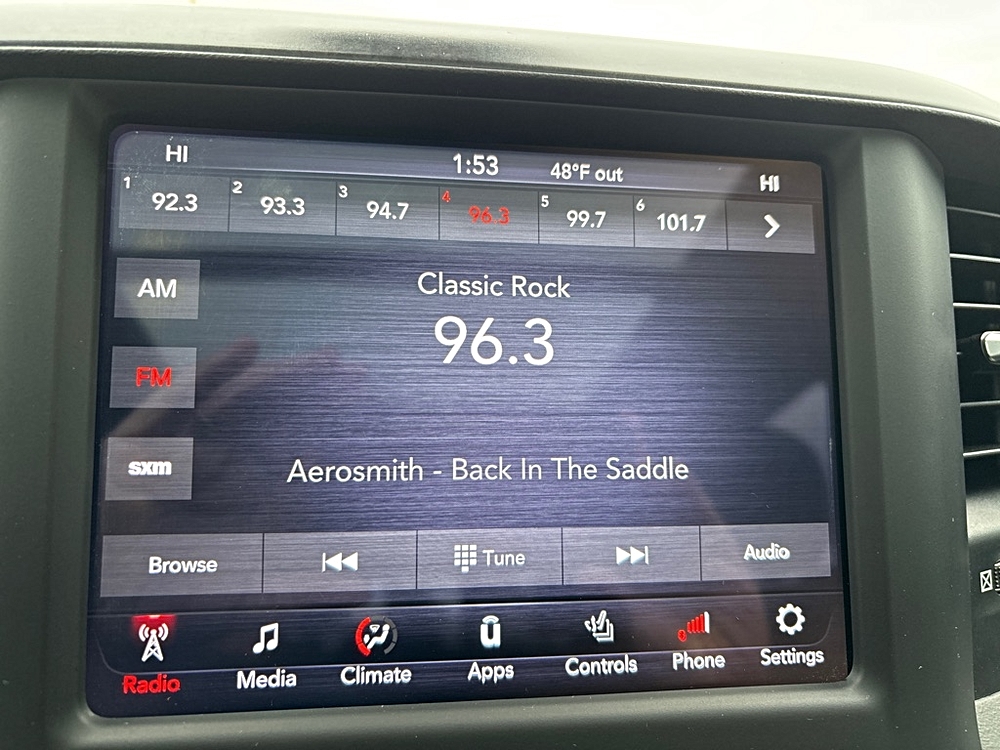 HI 1:53 48°F out HI
1 92.3 2 93.3 3 94.7 4 96.3 5 99.7 6 101.7
AM
Classic Rock
96.3
FM
sxm
Aerosmith - Back In The Saddle
Browse Tune Audio
Radio Media Climate Apps Controls Phone Settings